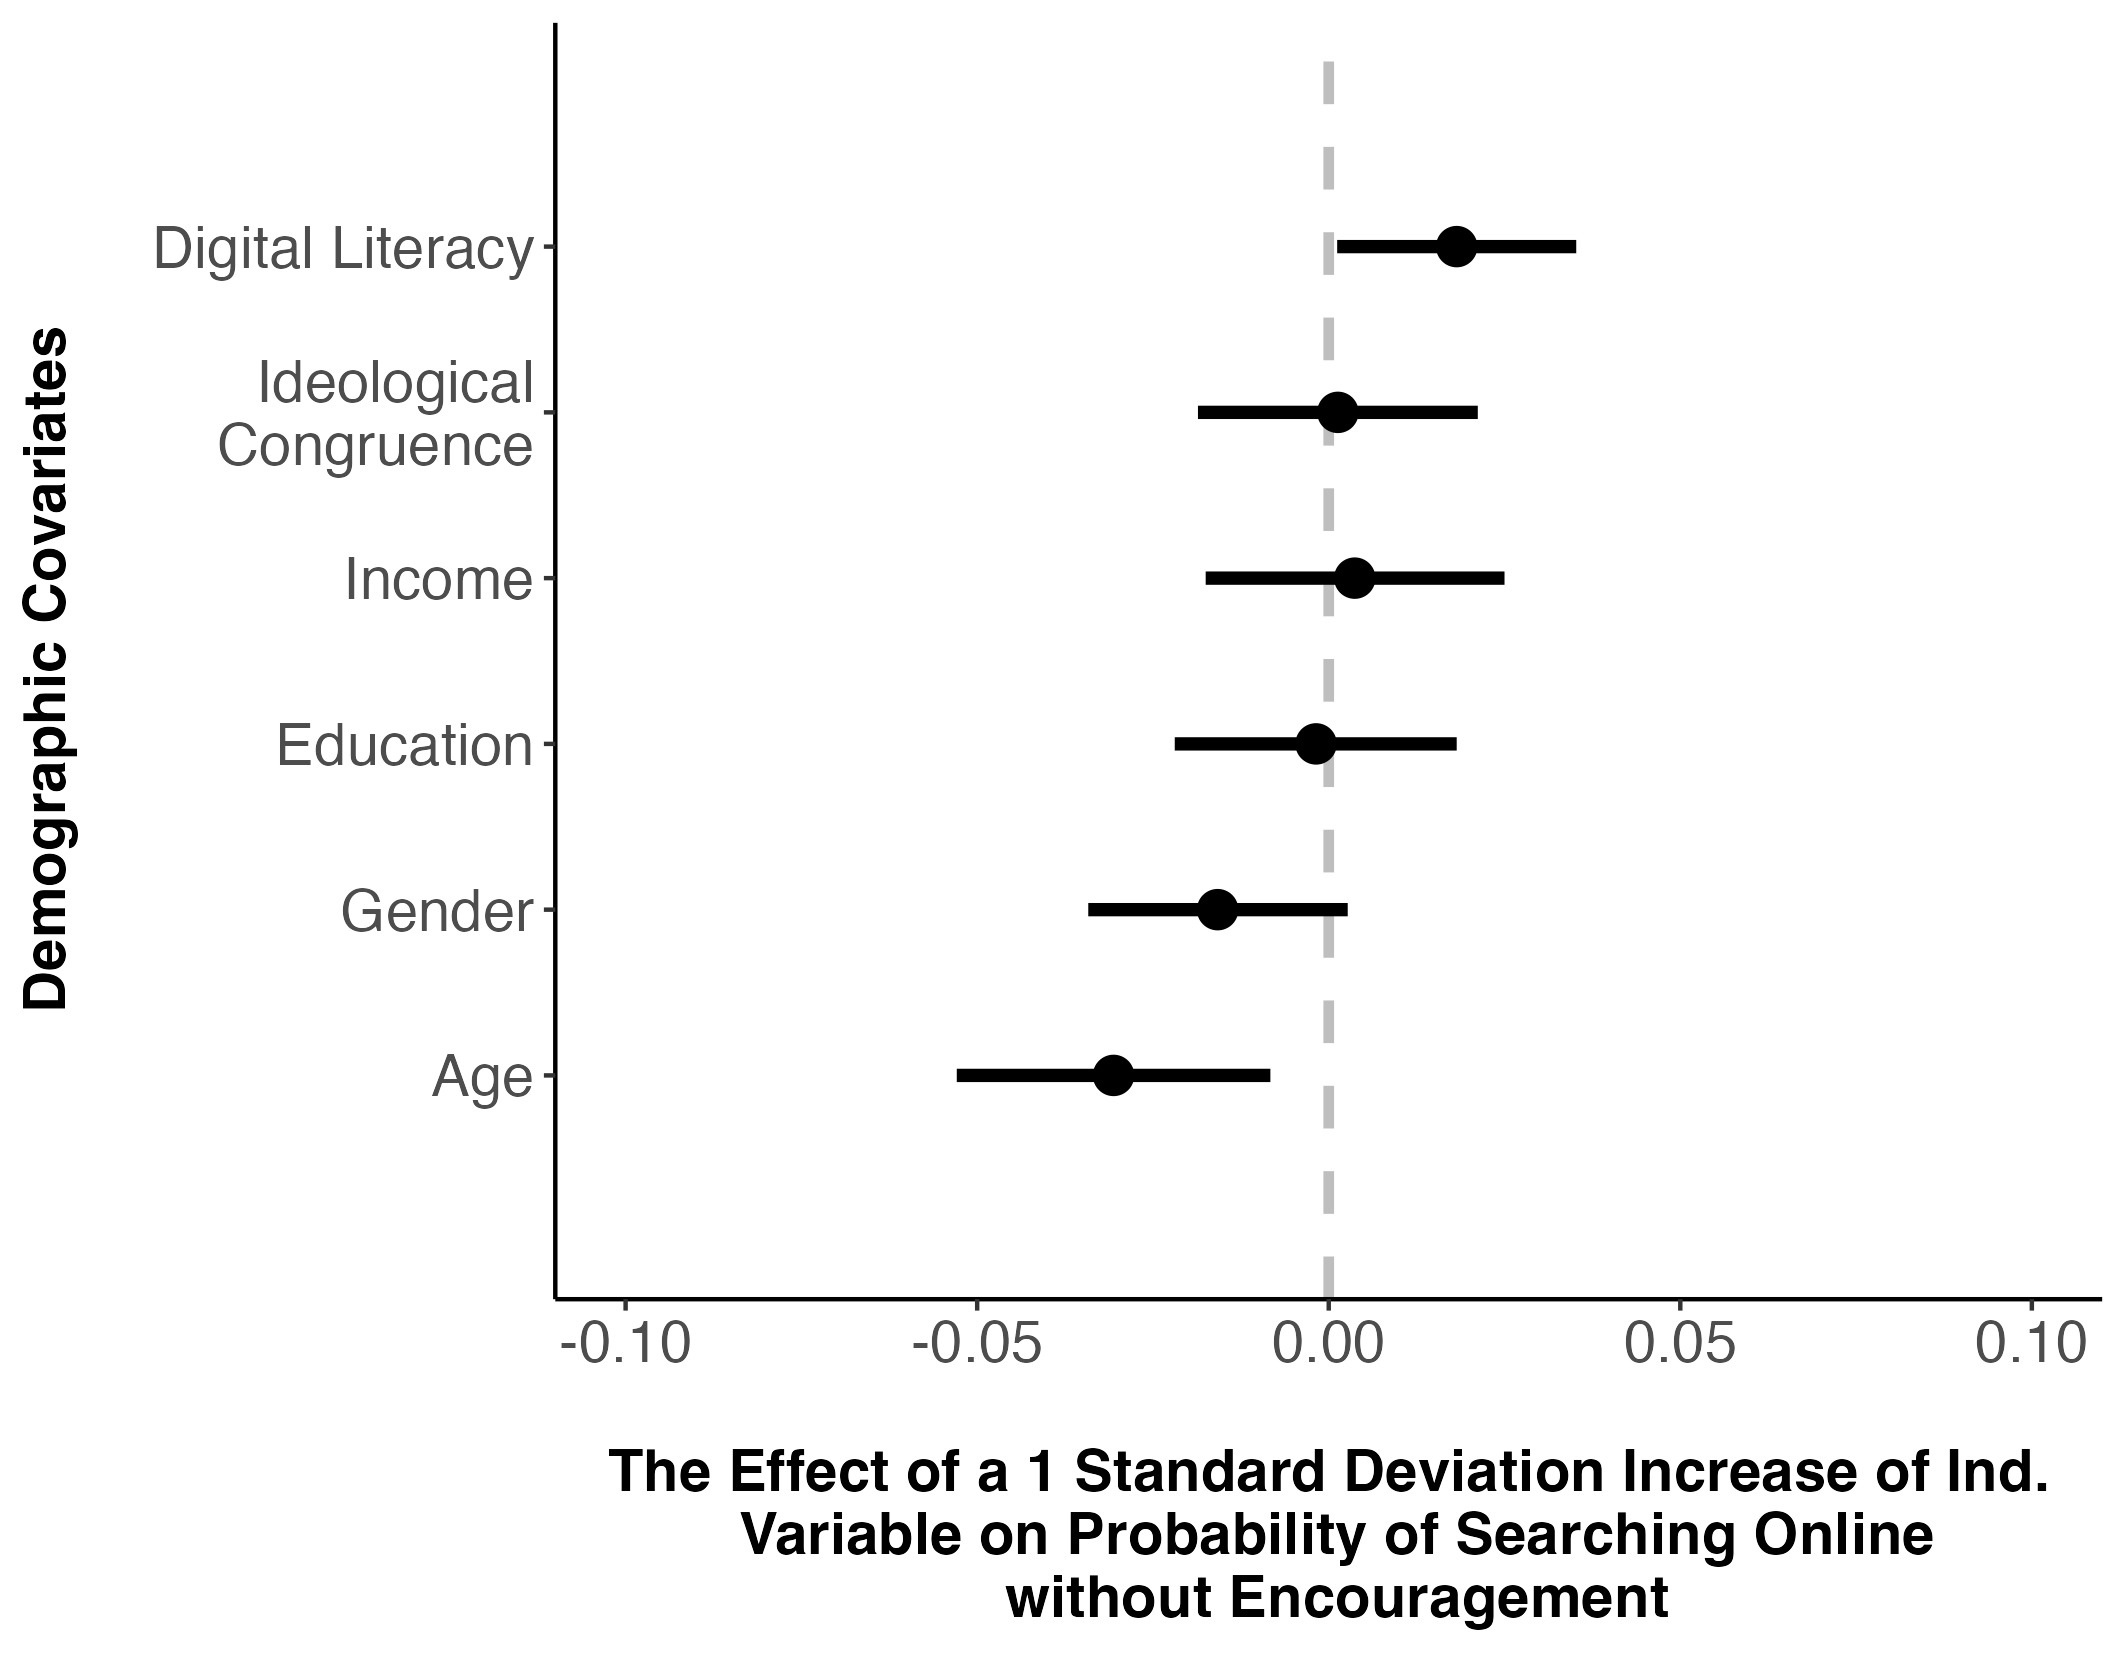 Demographic Covariates
Digital Literacy
Ideological
Congruence
Income
Education
Gender
Age
-0.10
-0.05
0.00
0.05
0.10
The Effect of a 1 Standard Deviation Increase of Ind.
Variable on Probability of Searching Online
without Encouragement